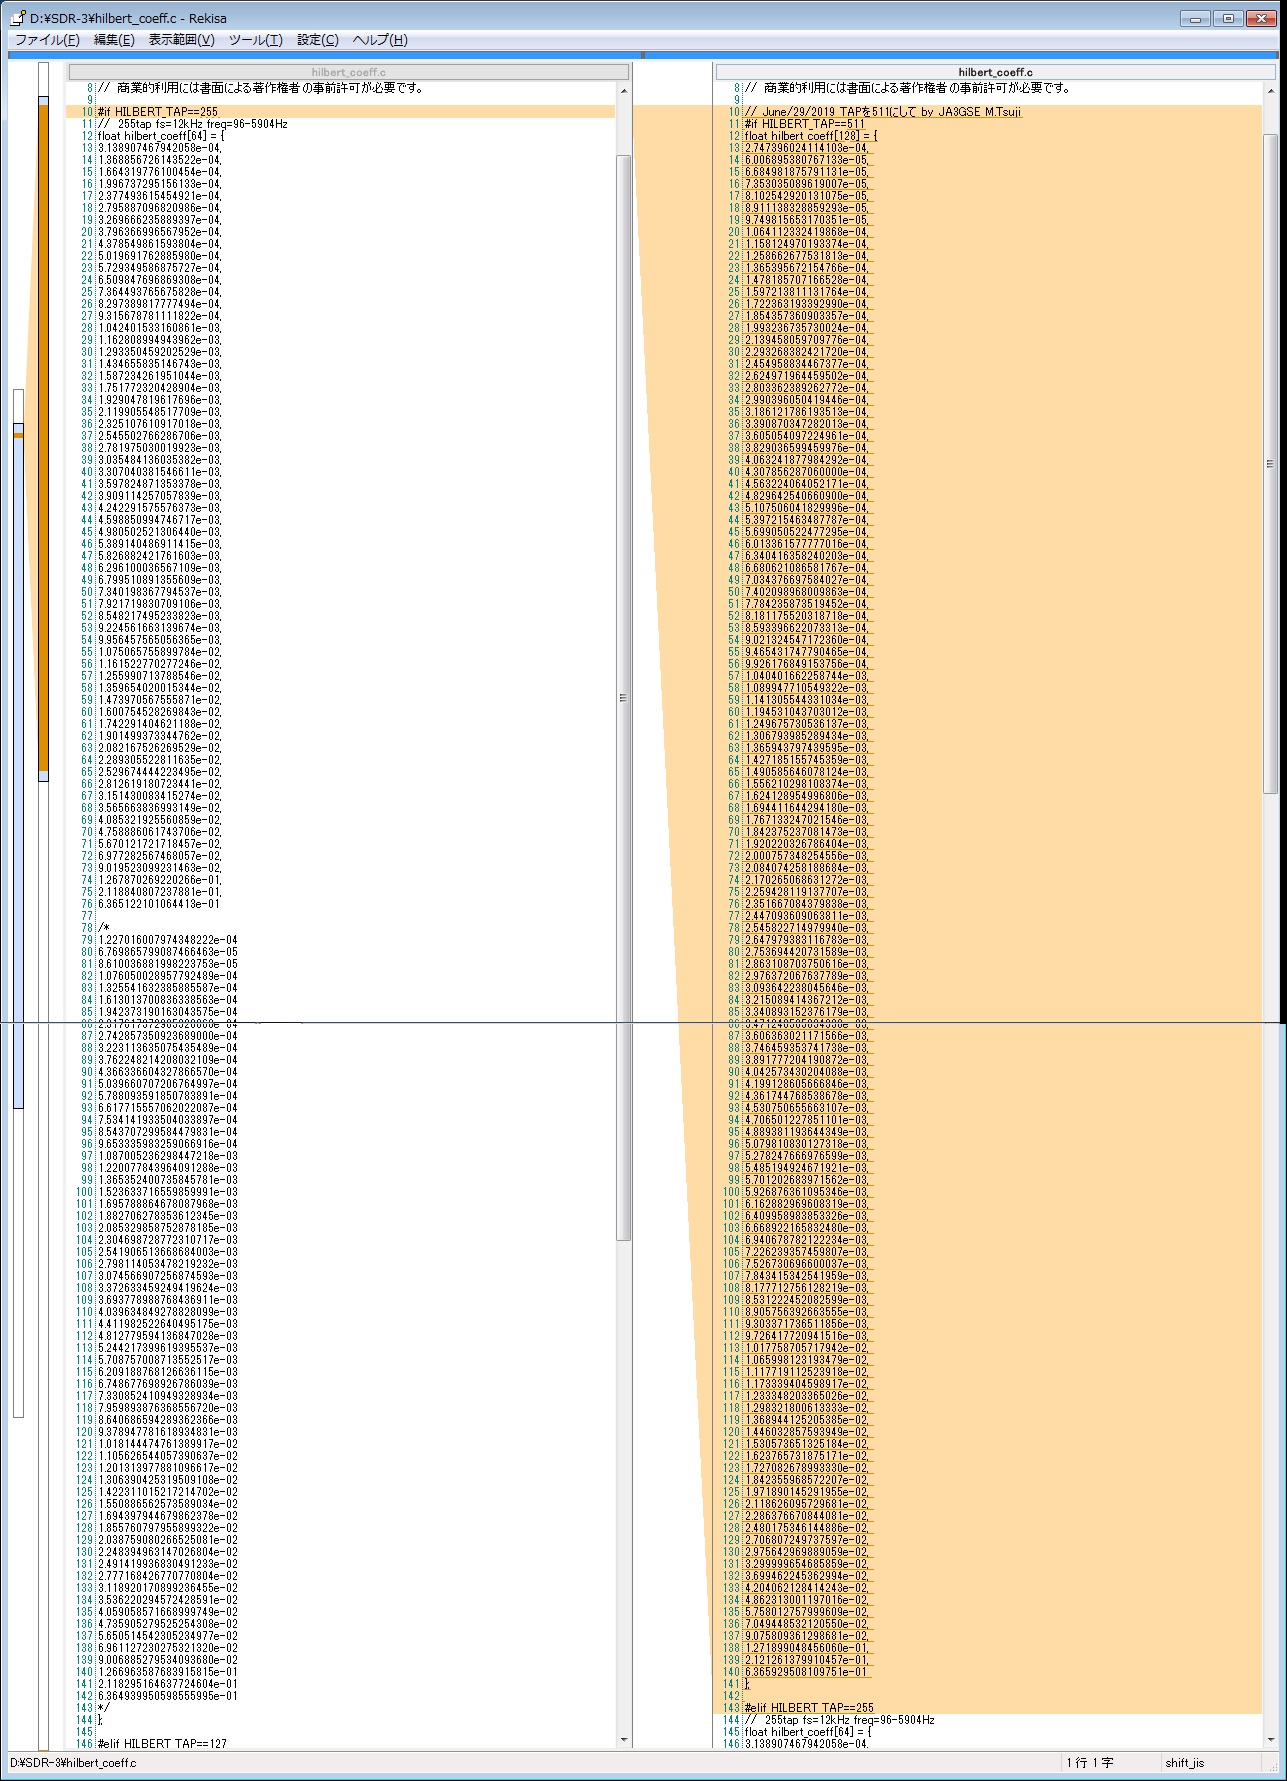 D:¥SDR-3¥hilbert_coeff.c - Rekisa
ファイル(F) 編集(E) 表示範囲(V) ツール(T) 設定(C) ヘルプ(H)
hilbert_coeff.c
8 // 商業的利用には書面による著作権者の事前許可が必要です。
9
10 #if HILBERT_TAP==255
11 // 255tap fs=12kHz freq=96-5904Hz
12 float hilbert_coeff[64] = {
13 3.138907467942058e-04,
14 1.368856726143522e-04,
15 1.664319776100454e-04,
16 1.996737295156133e-04,
17 2.377493615454921e-04,
18 2.795887096820986e-04,
19 3.269666235889397e-04,
20 3.796366996567952e-04,
21 4.378549861593804e-04,
22 5.019691762885980e-04,
23 5.729349586875727e-04,
24 6.509847696869308e-04,
25 7.364493765675828e-04,
26 8.297389817777494e-04,
27 9.315678781111822e-04,
28 1.042401533160861e-03,
29 1.162808994943962e-03,
30 1.293350459202529e-03,
31 1.434655835146743e-03,
32 1.587234261951044e-03,
33 1.751772320428904e-03,
34 1.929047819617696e-03,
35 2.119905548517709e-03,
36 2.325107610917018e-03,
37 2.545502766286706e-03,
38 2.781975030019923e-03,
39 3.035484136035382e-03,
40 3.307040381546611e-03,
41 3.597824871353378e-03,
42 3.909114257057839e-03,
43 4.242291575576373e-03,
44 4.598850994746717e-03,
45 4.980502521306440e-03,
46 5.389140486911415e-03,
47 5.826882421761603e-03,
48 6.296100036567109e-03,
49 6.799510891355609e-03,
50 7.340198367794537e-03,
51 7.921719830709106e-03,
52 8.548217495233823e-03,
53 9.224561663139674e-03,
54 9.956457565056365e-03,
55 1.075065755899784e-02,
56 1.161522770277246e-02,
57 1.255990713788546e-02,
58 1.359654020015344e-02,
59 1.473970567555871e-02,
60 1.600754528269843e-02,
61 1.742291404621188e-02,
62 1.901499373344762e-02,
63 2.082167526269529e-02,
64 2.289305522811635e-02,
65 2.529674444223495e-02,
66 2.812619180723441e-02,
67 3.151430083415274e-02,
68 3.565663836993149e-02,
69 4.085321925560859e-02,
70 4.758886061743706e-02,
71 5.670121721718457e-02,
72 6.977282567468057e-02,
73 9.019523099231463e-02,
74 1.267870269220266e-01,
75 2.118840807237881e-01,
76 6.365122101064413e-01
77
78 /*
79 1.227016007974348222e-04
80 6.769865799087466463e-05
81 8.610036881998223753e-05
82 1.076050028957792489e-04
83 1.325541632385885587e-04
84 1.613013700836338563e-04
85 1.942373190163043575e-04
87 2.742857350923689000e-04
88 3.223113635075435489e-04
89 3.762248214208032109e-04
90 4.366336604327866570e-04
91 5.039660707206764997e-04
92 5.788093591850783891e-04
93 6.617715557062022087e-04
94 7.534141933504033897e-04
95 8.543707299584479831e-04
96 9.653335983259066916e-04
97 1.087005236298447218e-03
98 1.220077843964091288e-03
99 1.365352400735845781e-03
100 1.523633716559859991e-03
101 1.695798864678087968e-03
102 1.882706278353612345e-03
103 2.085329858752878185e-03
104 2.304698728772310717e-03
105 2.541906513668684003e-03
106 2.798114053478219232e-03
107 3.074566907256874593e-03
108 3.372633459249419624e-03
109 3.693778988768436911e-03
110 4.039634849278828099e-03
111 4.411982522640495175e-03
112 4.812779594136847028e-03
113 5.244217399619395537e-03
114 5.708757008713552517e-03
115 6.209188768126636115e-03
116 6.748677698926786039e-03
117 7.330852410949328934e-03
118 7.959893876368556720e-03
119 8.640686594289362366e-03
120 9.378947781618934831e-03
121 1.018144474761389917e-02
122 1.105626544057390637e-02
123 1.201313977881096617e-02
124 1.306390425319509108e-02
125 1.422311015217214702e-02
126 1.550886562573589034e-02
127 1.694397944679862378e-02
128 1.855760797955899322e-02
129 2.038759080266525081e-02
130 2.248394963147026804e-02
131 2.491419936830491233e-02
132 2.777168426770770804e-02
133 3.118920170899236455e-02
134 3.536220294572428591e-02
135 4.059058571668999749e-02
136 4.735905279525254308e-02
137 5.650514542305234977e-02
138 6.961127230275321320e-02
139 9.006885279534093680e-02
140 1.266963587683915815e-01
141 2.118295164637724604e-01
142 6.364939950598555995e-01
143 */
144 };
145
146 #elif HILBERT_TAP==127
hilbert_coeff.c
8 // 商業的利用には書面による著作権者の事前許可が必要です。
9
10 // June/29/2019 TAPを511にして by JA3GSE M.Tsuji
11 #if HILBERT_TAP==511
12 float hilbert_coeff[128] = {
13 2.747396024114103e-04,
14 6.006895380767133e-05,
15 6.684981875791131e-05,
16 7.353035089619007e-05,
17 8.102542920131075e-05,
18 8.911138328859293e-05,
19 9.749815653170351e-05,
20 1.064112332419868e-04,
21 1.158124970193374e-04,
22 1.258662677531813e-04,
23 1.365395672154766e-04,
24 1.478185707166528e-04,
25 1.597213811131764e-04,
26 1.722363193392990e-04,
27 1.854357360903357e-04,
28 1.993236735730024e-04,
29 2.139458059709776e-04,
30 2.293268382421720e-04,
31 2.454958834467377e-04,
32 2.624971964459502e-04,
33 2.803362389262772e-04,
34 2.990396050419446e-04,
35 3.186121786193513e-04,
36 3.390870347282013e-04,
37 3.605054097224961e-04,
38 3.829036599459976e-04,
39 4.063241877984292e-04,
40 4.307856287060000e-04,
41 4.563224064052171e-04,
42 4.829642540660900e-04,
43 5.107506041829996e-04,
44 5.397215463487787e-04,
45 5.699050522477295e-04,
46 6.013361577777016e-04,
47 6.340416358240203e-04,
48 6.680621086581767e-04,
49 7.034376697584027e-04,
50 7.402098968009863e-04,
51 7.784235873519452e-04,
52 8.181175520318718e-04,
53 8.593396622073313e-04,
54 9.021324547172360e-04,
55 9.465431747790465e-04,
56 9.926176849153756e-04,
57 1.040401662258744e-03,
58 1.089947710549322e-03,
59 1.141305544331034e-03,
60 1.194531043703012e-03,
61 1.249675730536137e-03,
62 1.306793985289434e-03,
63 1.365943797439595e-03,
64 1.427185155745359e-03,
65 1.490585646078124e-03,
66 1.556210298108374e-03,
67 1.624128954996806e-03,
68 1.694411644294180e-03,
69 1.767133247021546e-03,
70 1.842375237081473e-03,
71 1.920220326786404e-03,
72 2.000757348254556e-03,
73 2.084074258188684e-03,
74 2.170265068631272e-03,
75 2.259428119137707e-03,
76 2.351667084379838e-03,
77 2.447093609063811e-03,
78 2.545822714979940e-03,
79 2.647979383116783e-03,
80 2.753694420731589e-03,
81 2.863108703750616e-03,
82 2.976372067637789e-03,
83 3.093642238045646e-03,
84 3.215089414367212e-03,
85 3.340893152376179e-03,
87 3.606363021171566e-03,
88 3.746459353741738e-03,
89 3.891777204190872e-03,
90 4.042573430204088e-03,
91 4.199128605666846e-03,
92 4.361744768538678e-03,
93 4.530750655663107e-03,
94 4.706501227851101e-03,
95 4.889381193644349e-03,
96 5.079810830127318e-03,
97 5.278247666976599e-03,
98 5.485194924671921e-03,
99 5.701202683971562e-03,
100 5.926876361095346e-03,
101 6.162882969608319e-03,
102 6.409958983853326e-03,
103 6.668922165832480e-03,
104 6.940678782122234e-03,
105 7.226239357459807e-03,
106 7.526730696600037e-03,
107 7.843415342541959e-03,
108 8.177712756128219e-03,
109 8.531222452082599e-03,
110 8.905756392663555e-03,
111 9.303371736511856e-03,
112 9.726417720941516e-03,
113 1.017758705717942e-02,
114 1.065998123193479e-02,
115 1.117719112523918e-02,
116 1.173339404598917e-02,
117 1.233348203365026e-02,
118 1.298321800613333e-02,
119 1.368944125205385e-02,
120 1.446032857593949e-02,
121 1.530573651325184e-02,
122 1.623765731875171e-02,
123 1.727082678993330e-02,
124 1.842355968572207e-02,
125 1.971890145291955e-02,
126 2.118626095729681e-02,
127 2.286376670844081e-02,
128 2.480175346144886e-02,
129 2.706807249737597e-02,
130 2.975642969889059e-02,
131 3.299999654685859e-02,
132 3.699462245362994e-02,
133 4.204062128414243e-02,
134 4.862313001197016e-02,
135 5.758012757999609e-02,
136 7.049448532120550e-02,
137 9.075809361298681e-02,
138 1.271899048456060e-01,
139 2.121261379910457e-01,
140 6.365929508109751e-01
141 };
142
143 #elif HILBERT_TAP==255
144 // 255tap fs=12kHz freq=96-5904Hz
145 float hilbert_coeff[64] = {
146 3.138907467942058e-04,
D:¥SDR-3¥hilbert_coeff.c
1 行 1 字
shift_jis